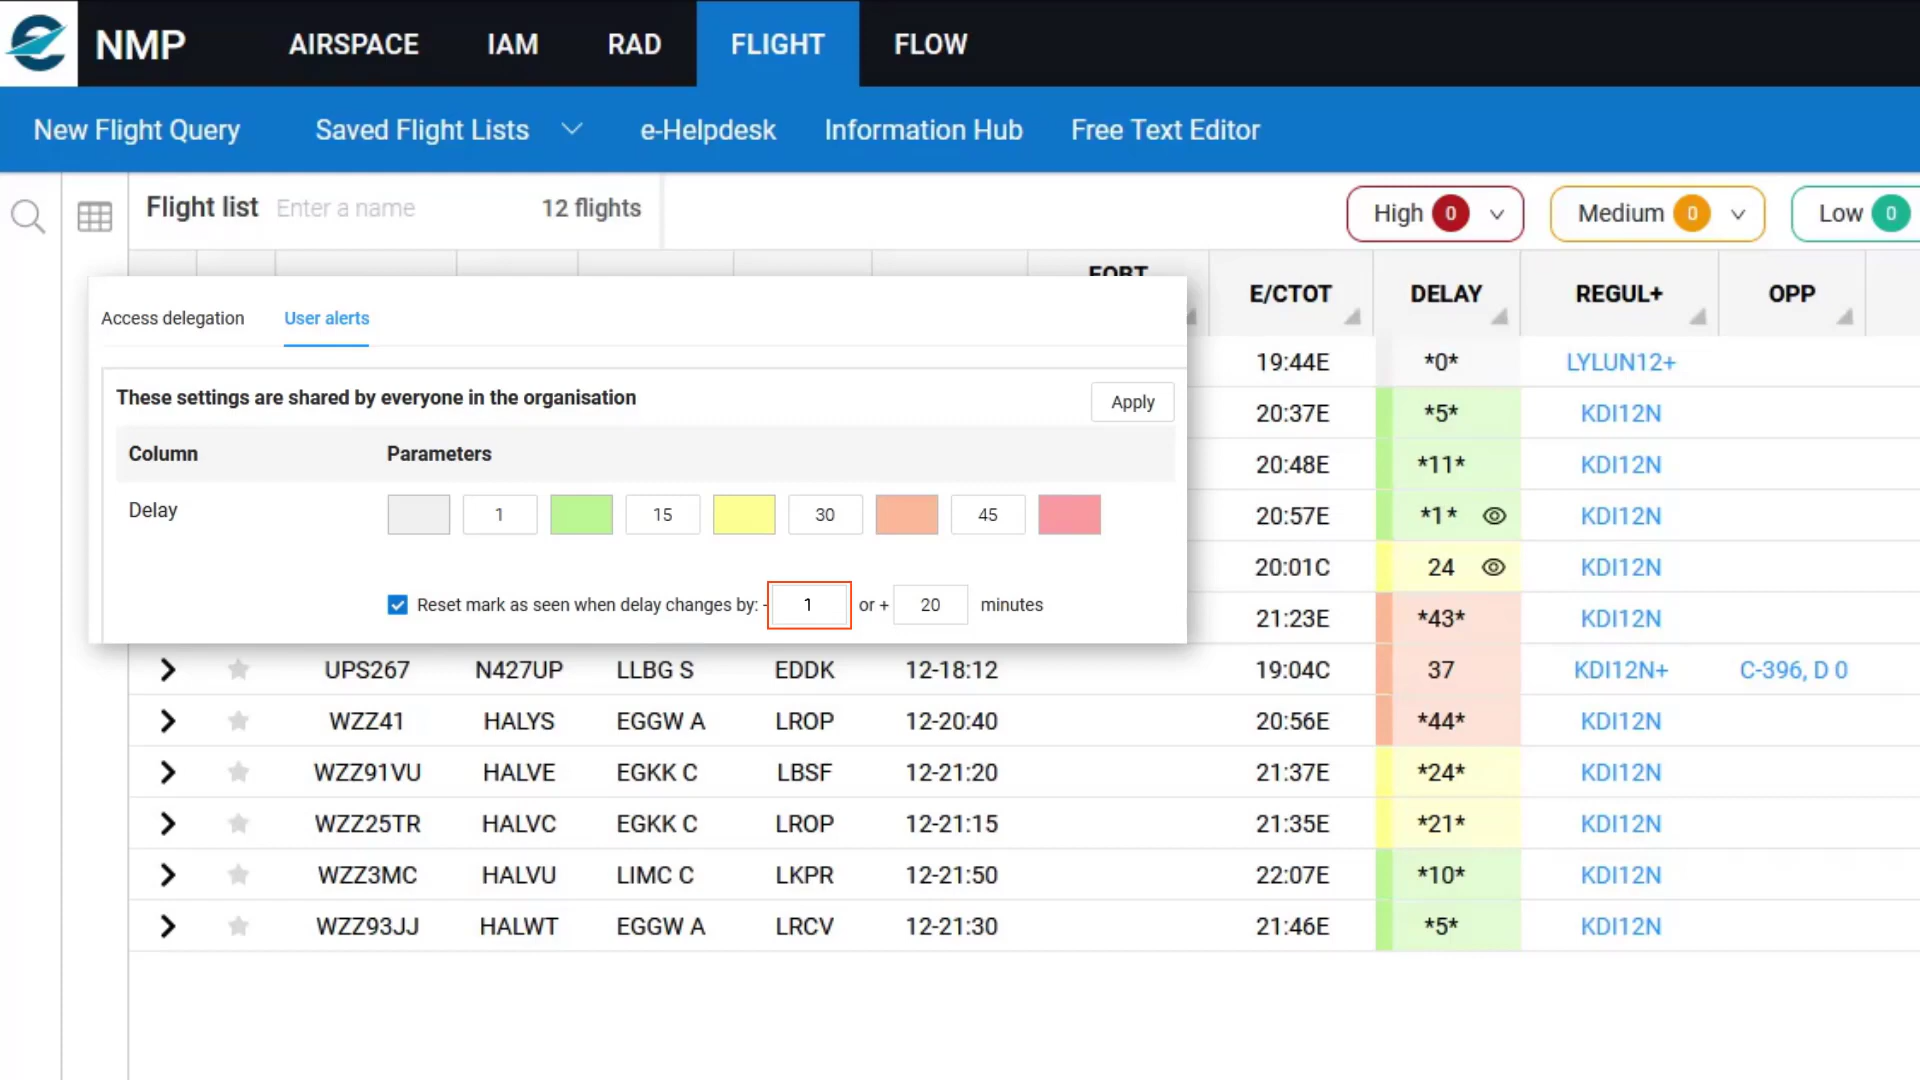 NMP AIRSPACE IAM RAD FLIGHT FLOW
New Flight Query Saved Flight Lists e-Helpdesk Information Hub Free Text Editor
Flight list Enter a name 12 flights High 0 Medium 0 Low 0
EOBT E/CTOT DELAY REGUL+ OPP
Access delegation User alerts
These settings are shared by everyone in the organisation Apply
Column Parameters
Delay 1 15 30 45
Reset mark as seen when delay changes by: - 1 or + 20 minutes
19:44E *0* LYLUN12+
20:37E *5* KDI12N
20:48E *11* KDI12N
20:57E *1* KDI12N
20:01C 24 KDI12N
21:23E *43* KDI12N
UPS267 N427UP LLBG S EDDK 12-18:12 19:04C 37 KDI12N+ C-396, D 0
WZZ41 HALYS EGGW A LROP 12-20:40 20:56E *44* KDI12N
WZZ91VU HALVE EGKK C LBSF 12-21:20 21:37E *24* KDI12N
WZZ25TR HALVC EGKK C LROP 12-21:15 21:35E *21* KDI12N
WZZ3MC HALVU LIMC C LKPR 12-21:50 22:07E *10* KDI12N
WZZ93JJ HALWT EGGW A LRCV 12-21:30 21:46E *5* KDI12N